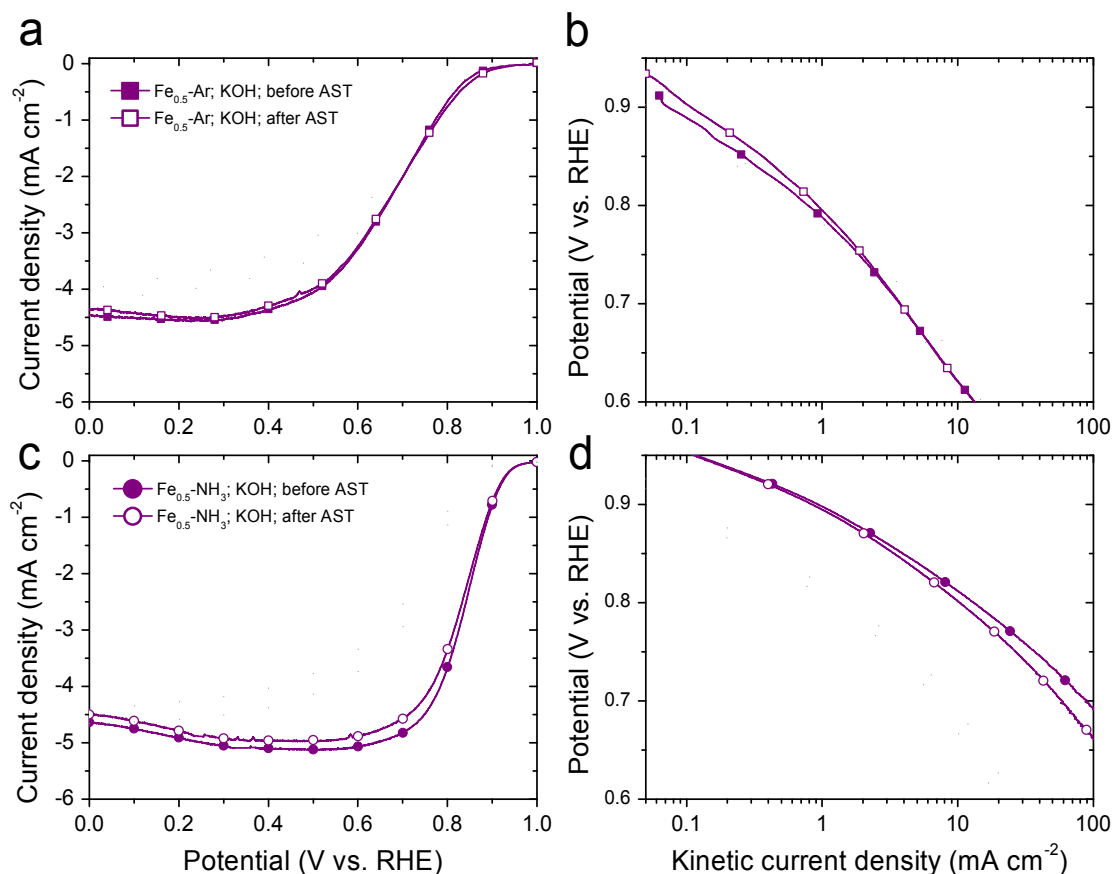 a
0
-1
-2
-3
-4
-5
-6
Current density (mA cm⁻²)
Fe₀.₅-Ar; KOH; before AST
Fe₀.₅-Ar; KOH; after AST
0.0 0.2 0.4 0.6 0.8 1.0
b
0.9
0.8
0.7
0.6
Potential (V vs. RHE)
0.1 1 10 100
c
0
-1
-2
-3
-4
-5
-6
Current density (mA cm⁻²)
Fe₀.₅-NH₃; KOH; before AST
Fe₀.₅-NH₃; KOH; after AST
0.0 0.2 0.4 0.6 0.8 1.0
Potential (V vs. RHE)
d
0.9
0.8
0.7
0.6
Potential (V vs. RHE)
0.1 1 10 100
Kinetic current density (mA cm⁻²)